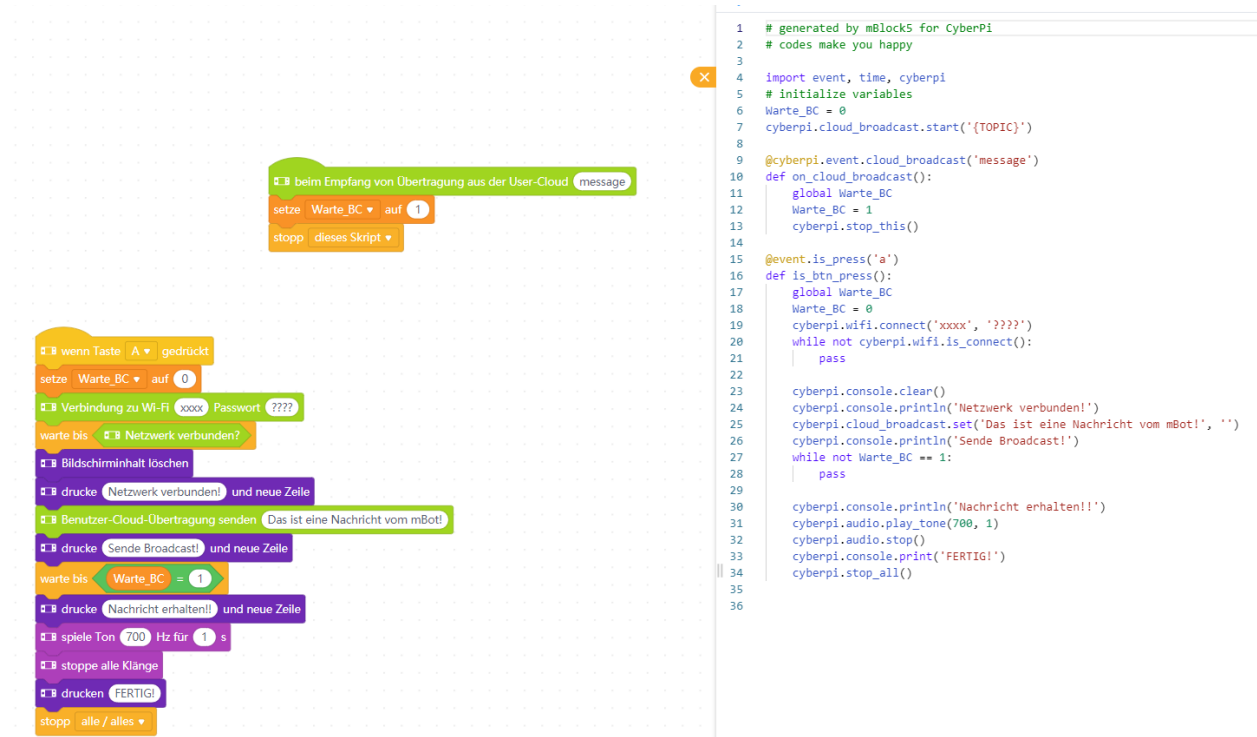 beim Empfang von Übertragung aus der User-Cloud message
setze Warte_BC ▾ auf 1
stopp dieses Skript ▾
wenn Taste A ▾ gedrückt
setze Warte_BC ▾ auf 0
Verbindung zu Wi-Fi xxxx Passwort ????
warte bis Netzwerk verbunden?
Bildschirminhalt löschen
drucke Netzwerk verbunden! und neue Zeile
Benutzer-Cloud-Übertragung senden Das ist eine Nachricht vom mBot!
drucke Sende Broadcast! und neue Zeile
warte bis Warte_BC = 1
drucke Nachricht erhalten!! und neue Zeile
spiele Ton 700 Hz für 1 s
stoppe alle Klänge
drucken FERTIG!
stopp alle / alles ▾
1 # generated by mBlock5 for CyberPi
2 # codes make you happy
3
4 import event, time, cyberpi
5 # initialize variables
6 Warte_BC = 0
7 cyberpi.cloud_broadcast.start('{TOPIC}')
8
9 @cyberpi.event.cloud_broadcast('message')
10 def on_cloud_broadcast():
11     global Warte_BC
12     Warte_BC = 1
13     cyberpi.stop_this()
14
15 @event.is_press('a')
16 def is_btn_press():
17     global Warte_BC
18     Warte_BC = 0
19     cyberpi.wifi.connect('xxxx', '????')
20     while not cyberpi.wifi.is_connect():
21         pass
22
23     cyberpi.console.clear()
24     cyberpi.console.println('Netzwerk verbunden!')
25     cyberpi.cloud_broadcast.set('Das ist eine Nachricht vom mBot!', '')
26     cyberpi.console.println('Sende Broadcast!')
27     while not Warte_BC == 1:
28         pass
29
30     cyberpi.console.println('Nachricht erhalten!!')
31     cyberpi.audio.play_tone(700, 1)
32     cyberpi.audio.stop()
33     cyberpi.console.print('FERTIG!')
34     cyberpi.stop_all()
35
36